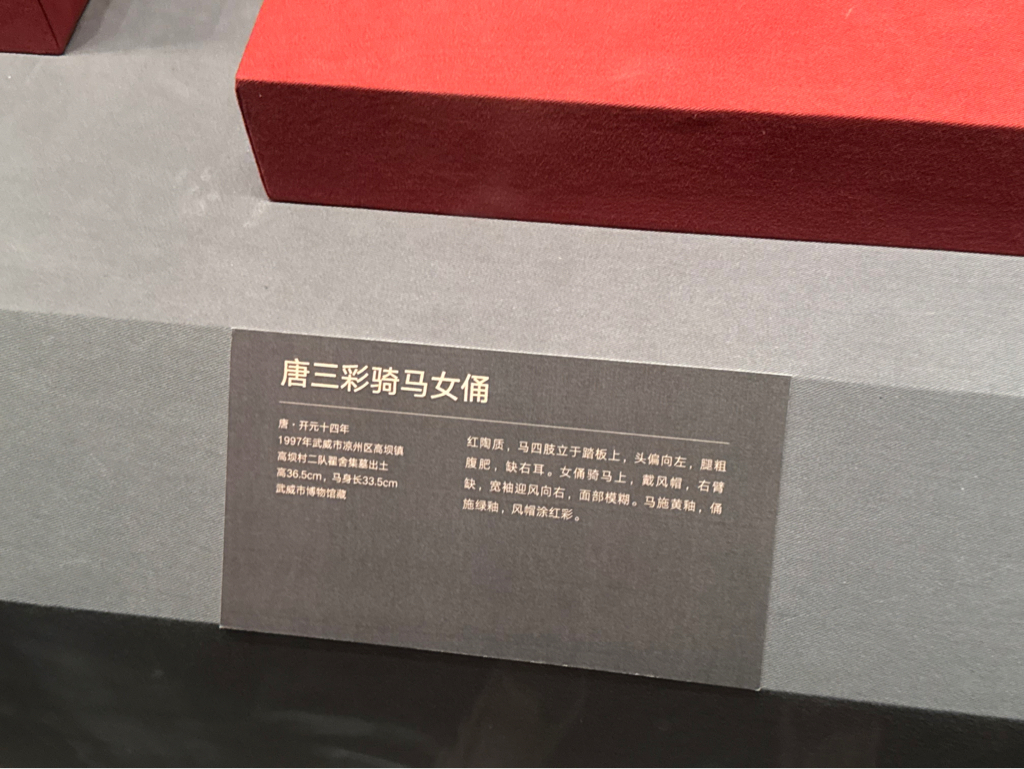 唐三彩骑马女俑
唐·开元十四年
1997年武威市凉州区高坝镇
高坝村二队翟舍集墓出土
高36.5cm，马身长33.5cm
武威市博物馆藏
红陶质，马四肢立于踏板上，头偏向左，腿粗
腹肥，缺右耳。女俑骑马上，戴风帽，右臂
缺，宽袖迎风向右，面部模糊。马施黄釉，俑
施绿釉，风帽涂红彩。